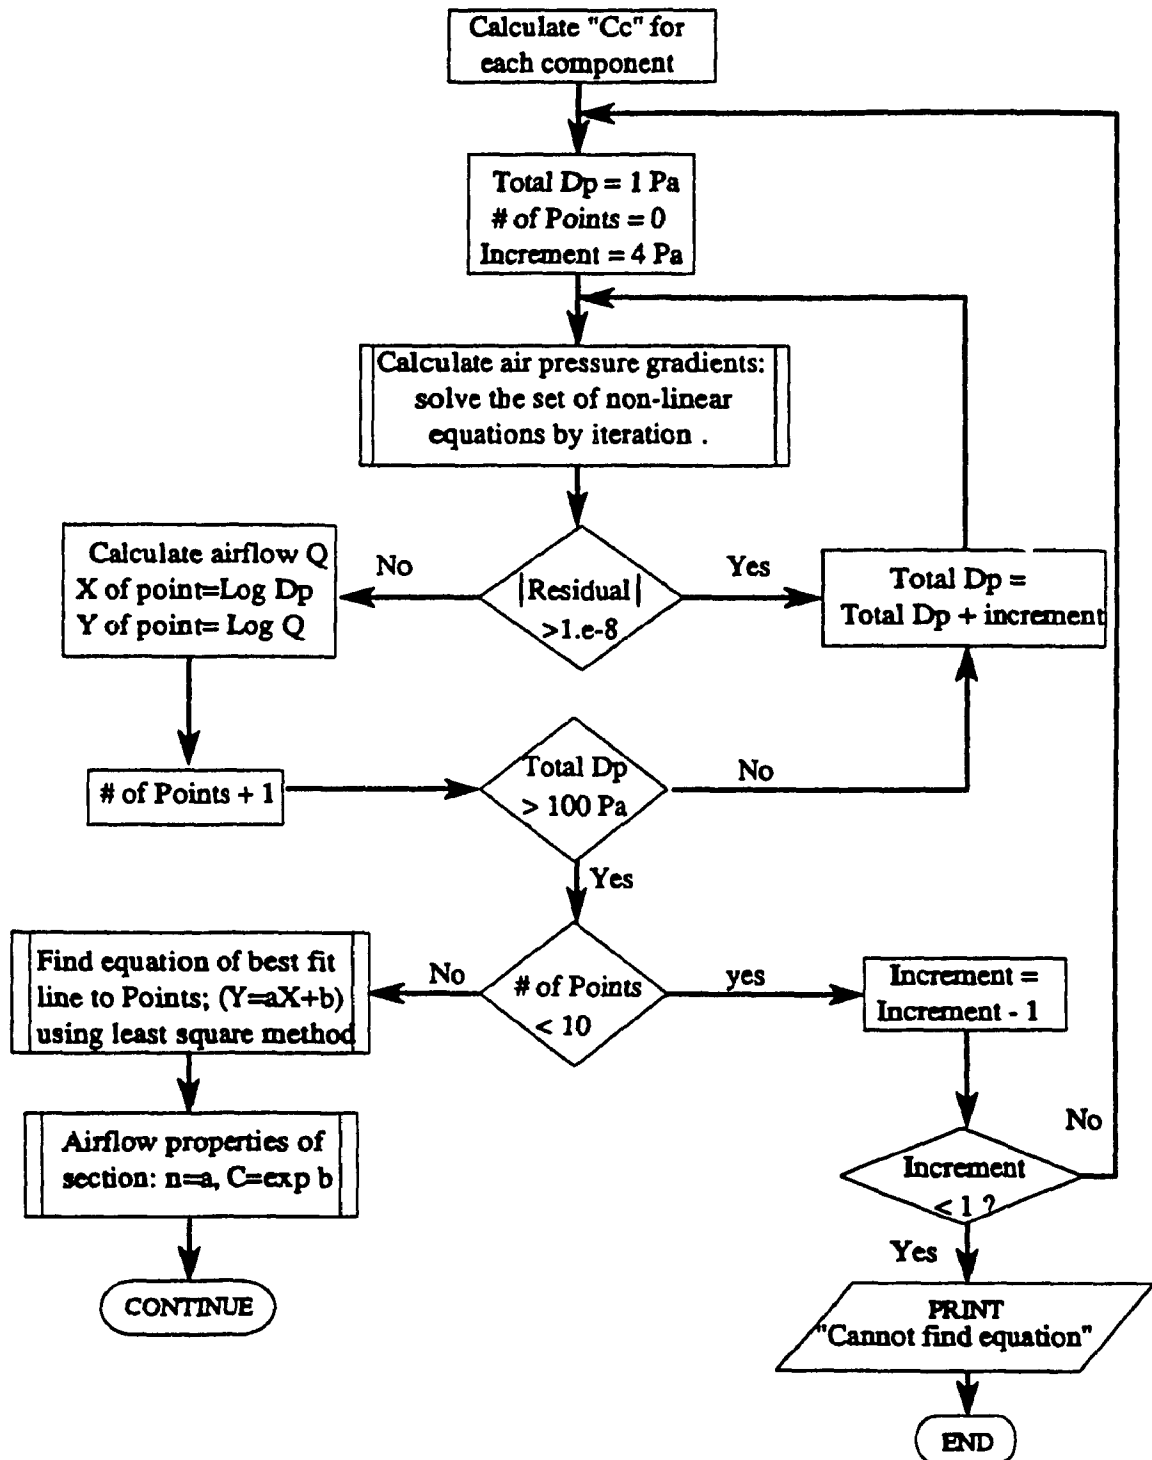 Calculate "Cc" for
each component
Total Dp = 1 Pa
# of Points = 0
Increment = 4 Pa
Calculate air pressure gradients:
solve the set of non-linear
equations by iteration .
|Residual|
>1.e-8
No
Yes
Calculate airflow Q
X of point=Log Dp
Y of point= Log Q
Total Dp =
Total Dp + increment
# of Points + 1
Total Dp
> 100 Pa
No
Yes
# of Points
< 10
No
yes
Find equation of best fit
line to Points; (Y=aX+b)
using least square method
Increment =
Increment - 1
Airflow properties of
section: n=a, C=exp b
CONTINUE
Increment
< 1 ?
No
Yes
PRINT
"Cannot find equation"
END